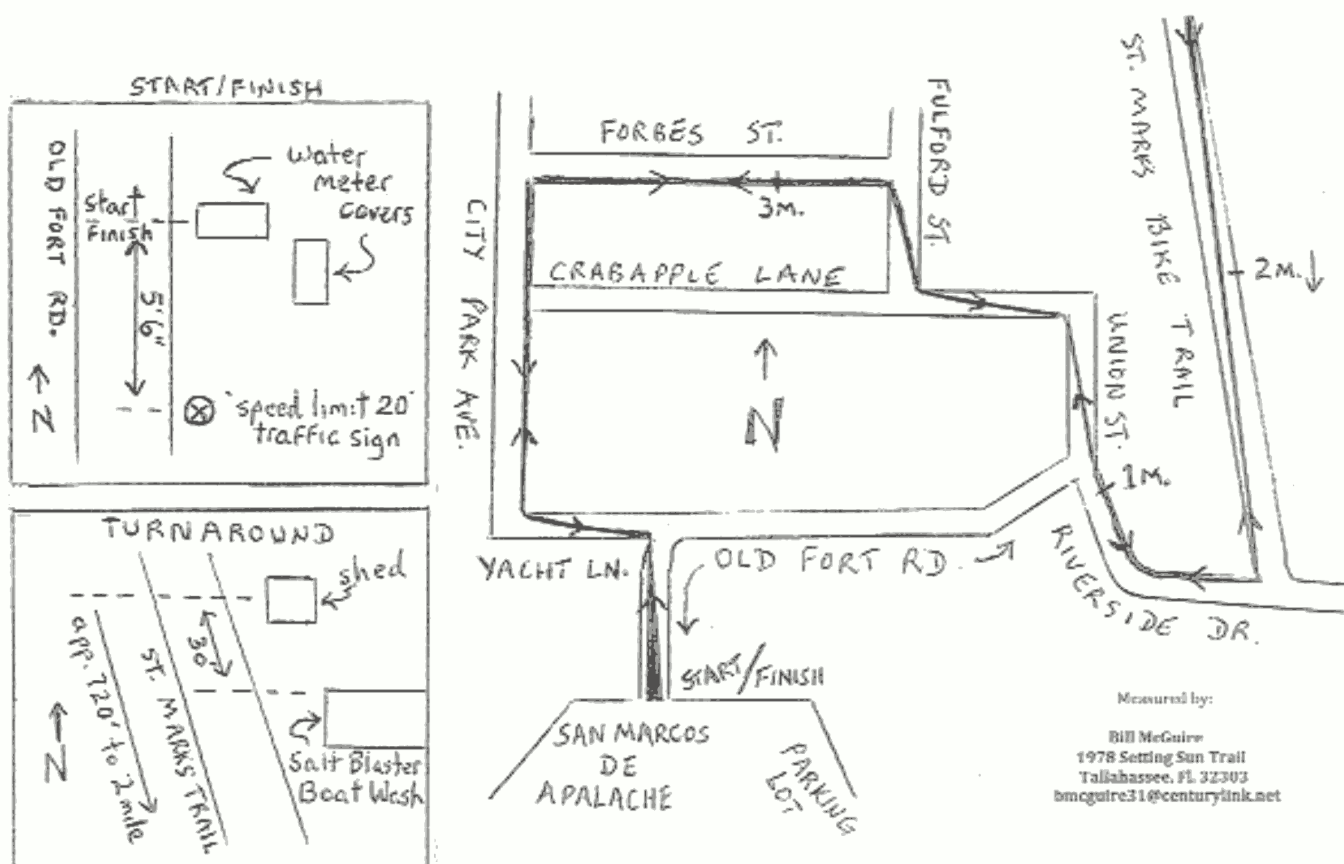 START/FINISH
OLD FORT RD.
start
Finish
water
meter
covers
5'6"
N
speed limit 20
traffic sign
TURNAROUND
shed
30'
app. 720' to 2 mile
ST. MARKS TRAIL
N
Salt Blaster
Boat Wash
FORBES ST.
FULFORD ST.
3m.
CITY PARK AVE.
CRABAPPLE LANE
N
UNION ST.
ST. MARKS BIKE TRAIL
2m.
1m.
YACHT LN.
OLD FORT RD.
RIVERSIDE DR.
START/FINISH
SAN MARCOS
DE
APALACHE
PARKING
LOT
Measured by:
Bill McGuire
1978 Setting Sun Trail
Tallahassee, FL 32303
bmcguire31@centurylink.net